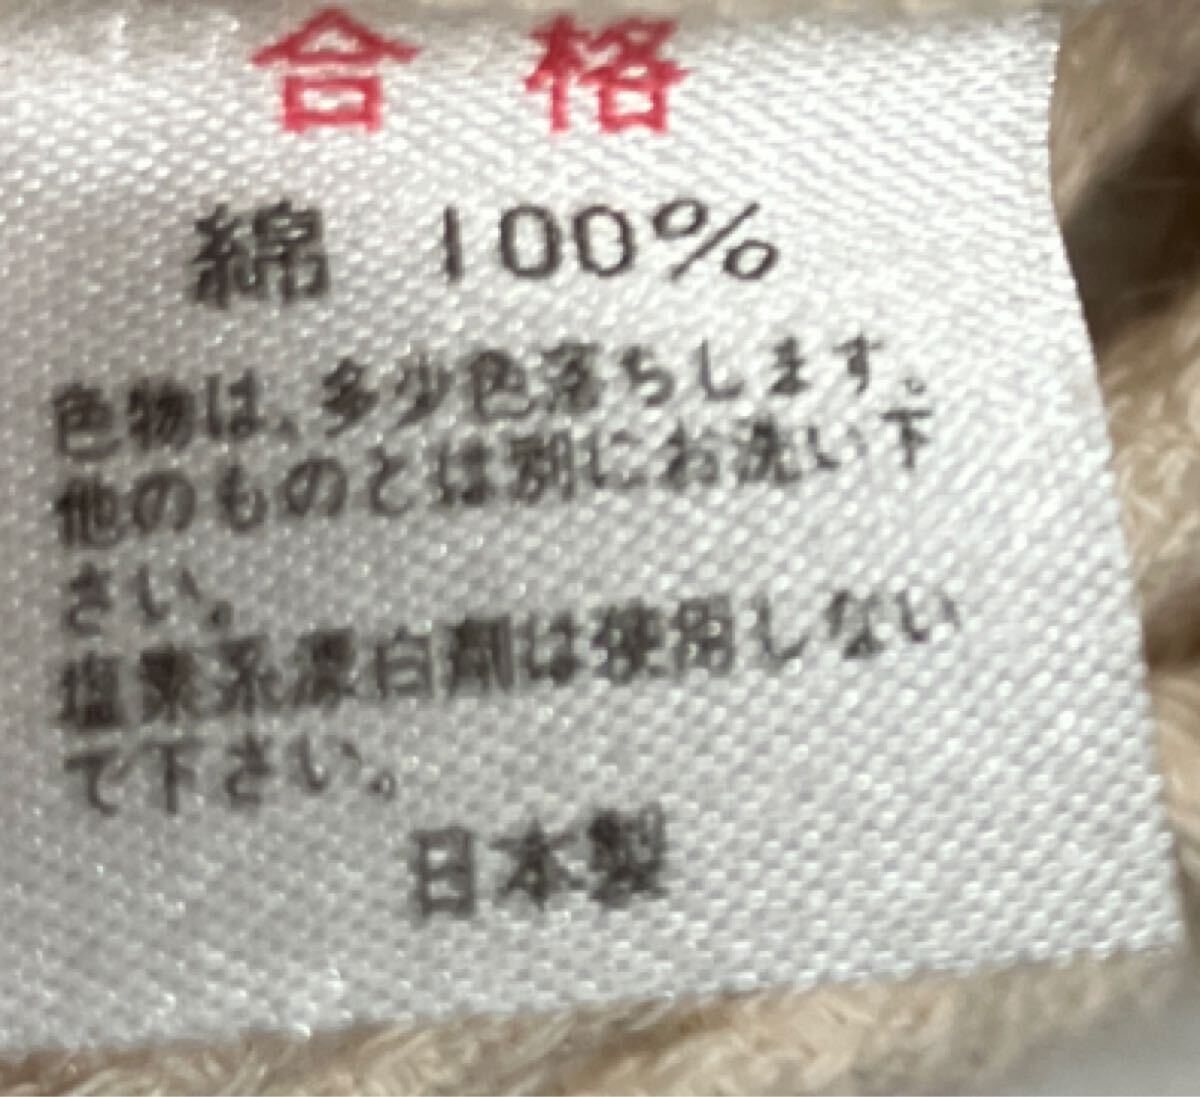 合格
綿 100%
色物は、多少色落ちします。
他のものとは別にお洗い下
さい。
塩素系漂白剤は使用しない
で下さい。
日本製